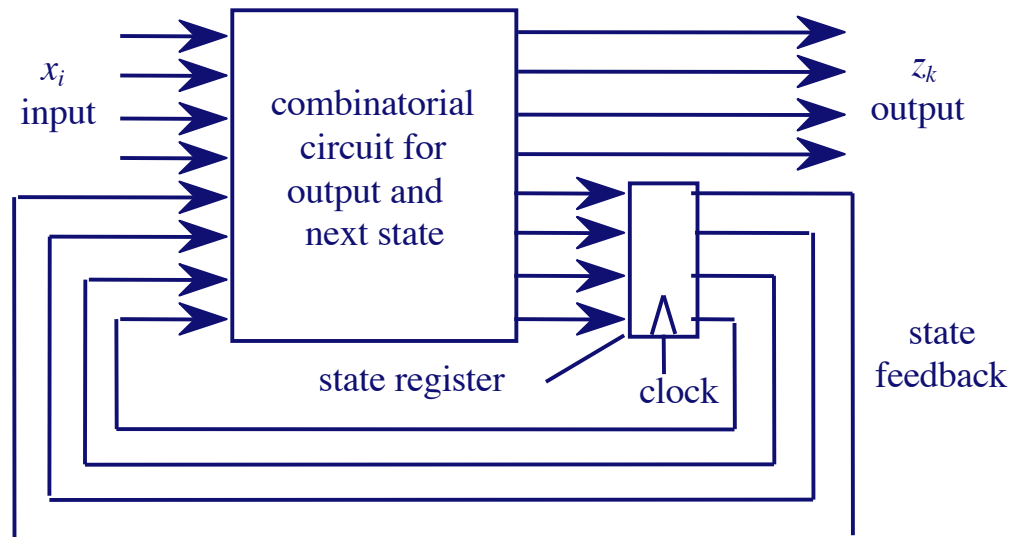 xᵢ
input
combinatorial
circuit for
output and
next state
zₖ
output
state register
clock
state
feedback